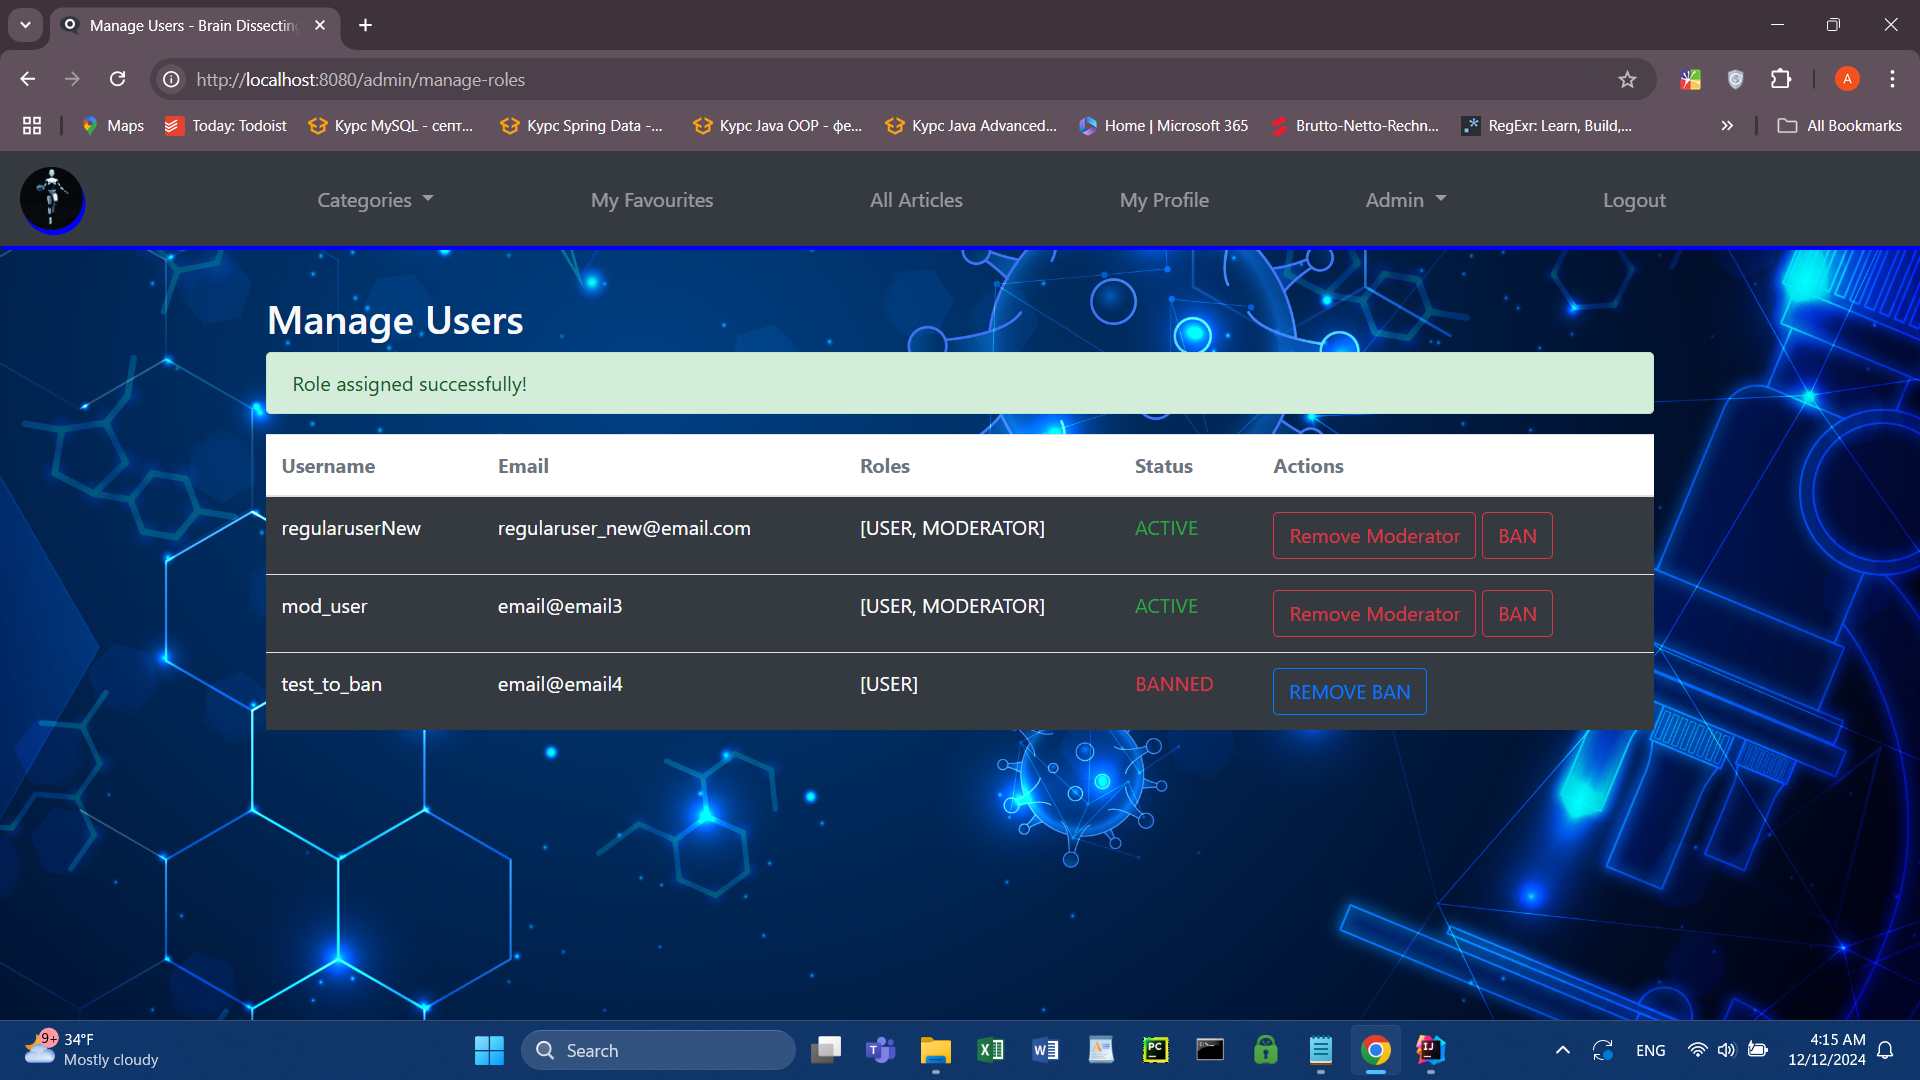 Manage Users - Brain Dissecting
http://localhost:8080/admin/manage-roles
A
Maps
Today: Todoist
Курс MySQL - септ...
Курс Spring Data -...
Курс Java OOP - фе...
Курс Java Advanced...
Home | Microsoft 365
Brutto-Netto-Rechn...
RegExr: Learn, Build,...
All Bookmarks
Categories
My Favourites
All Articles
My Profile
Admin
Logout
Manage Users
Role assigned successfully!
Username Email Roles Status Actions
regularuserNew regularuser_new@email.com [USER, MODERATOR] ACTIVE Remove Moderator BAN
mod_user email@email3 [USER, MODERATOR] ACTIVE Remove Moderator BAN
test_to_ban email@email4 [USER] BANNED REMOVE BAN
9+
34°F
Mostly cloudy
Search
ENG
4:15 AM
12/12/2024